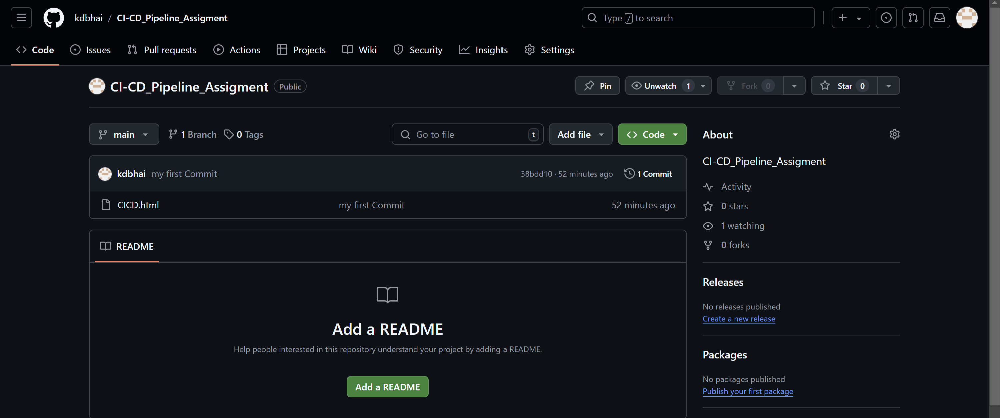 kdbhai / CI-CD_Pipeline_Assigment
Type / to search
Code Issues Pull requests Actions Projects Wiki Security Insights Settings
CI-CD_Pipeline_Assigment Public
Pin Unwatch 1 Fork 0 Star 0
main 1 Branch 0 Tags Go to file t Add file Code
kdbhai my first Commit 38bdd10 · 52 minutes ago 1 Commit
CICD.html my first Commit 52 minutes ago
README
Add a README
Help people interested in this repository understand your project by adding a README.
Add a README
About
CI-CD_Pipeline_Assigment
Activity
0 stars
1 watching
0 forks
Releases
No releases published
Create a new release
Packages
No packages published
Publish your first package